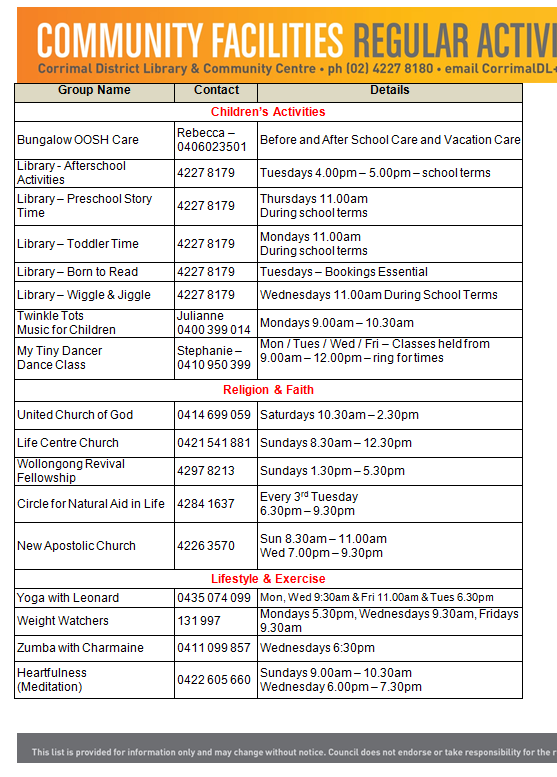 COMMUNITY FACILITIES REGULAR ACTIVI
Corrimal District Library & Community Centre • ph (02) 4227 8180 • email CorrimalDL+
Group Name Contact Details
Children's Activities
Bungalow OOSH Care Rebecca – 0406023501 Before and After School Care and Vacation Care
Library - Afterschool Activities 4227 8179 Tuesdays 4.00pm – 5.00pm – school terms
Library – Preschool Story Time 4227 8179 Thursdays 11.00am During school terms
Library – Toddler Time 4227 8179 Mondays 11.00am During school terms
Library – Born to Read 4227 8179 Tuesdays – Bookings Essential
Library – Wiggle & Jiggle 4227 8179 Wednesdays 11.00am During School Terms
Twinkle Tots Music for Children Julianne 0400 399 014 Mondays 9.00am – 10.30am
My Tiny Dancer Dance Class Stephanie – 0410 950 399 Mon / Tues / Wed / Fri – Classes held from 9.00am – 12.00pm – ring for times
Religion & Faith
United Church of God 0414 699 059 Saturdays 10.30am – 2.30pm
Life Centre Church 0421 541 881 Sundays 8.30am – 12.30pm
Wollongong Revival Fellowship 4297 8213 Sundays 1.30pm – 5.30pm
Circle for Natural Aid in Life 4284 1637 Every 3rd Tuesday 6.30pm – 9.30pm
New Apostolic Church 4226 3570 Sun 8.30am – 11.00am Wed 7.00pm – 9.30pm
Lifestyle & Exercise
Yoga with Leonard 0435 074 099 Mon, Wed 9:30am & Fri 11.00am & Tues 6.30pm
Weight Watchers 131 997 Mondays 5.30pm, Wednesdays 9.30am, Fridays 9.30am
Zumba with Charmaine 0411 099 857 Wednesdays 6:30pm
Heartfulness (Meditation) 0422 605 660 Sundays 9.00am – 10.30am Wednesday 6.00pm – 7.30pm
This list is provided for information only and may change without notice. Council does not endorse or take responsibility for the r